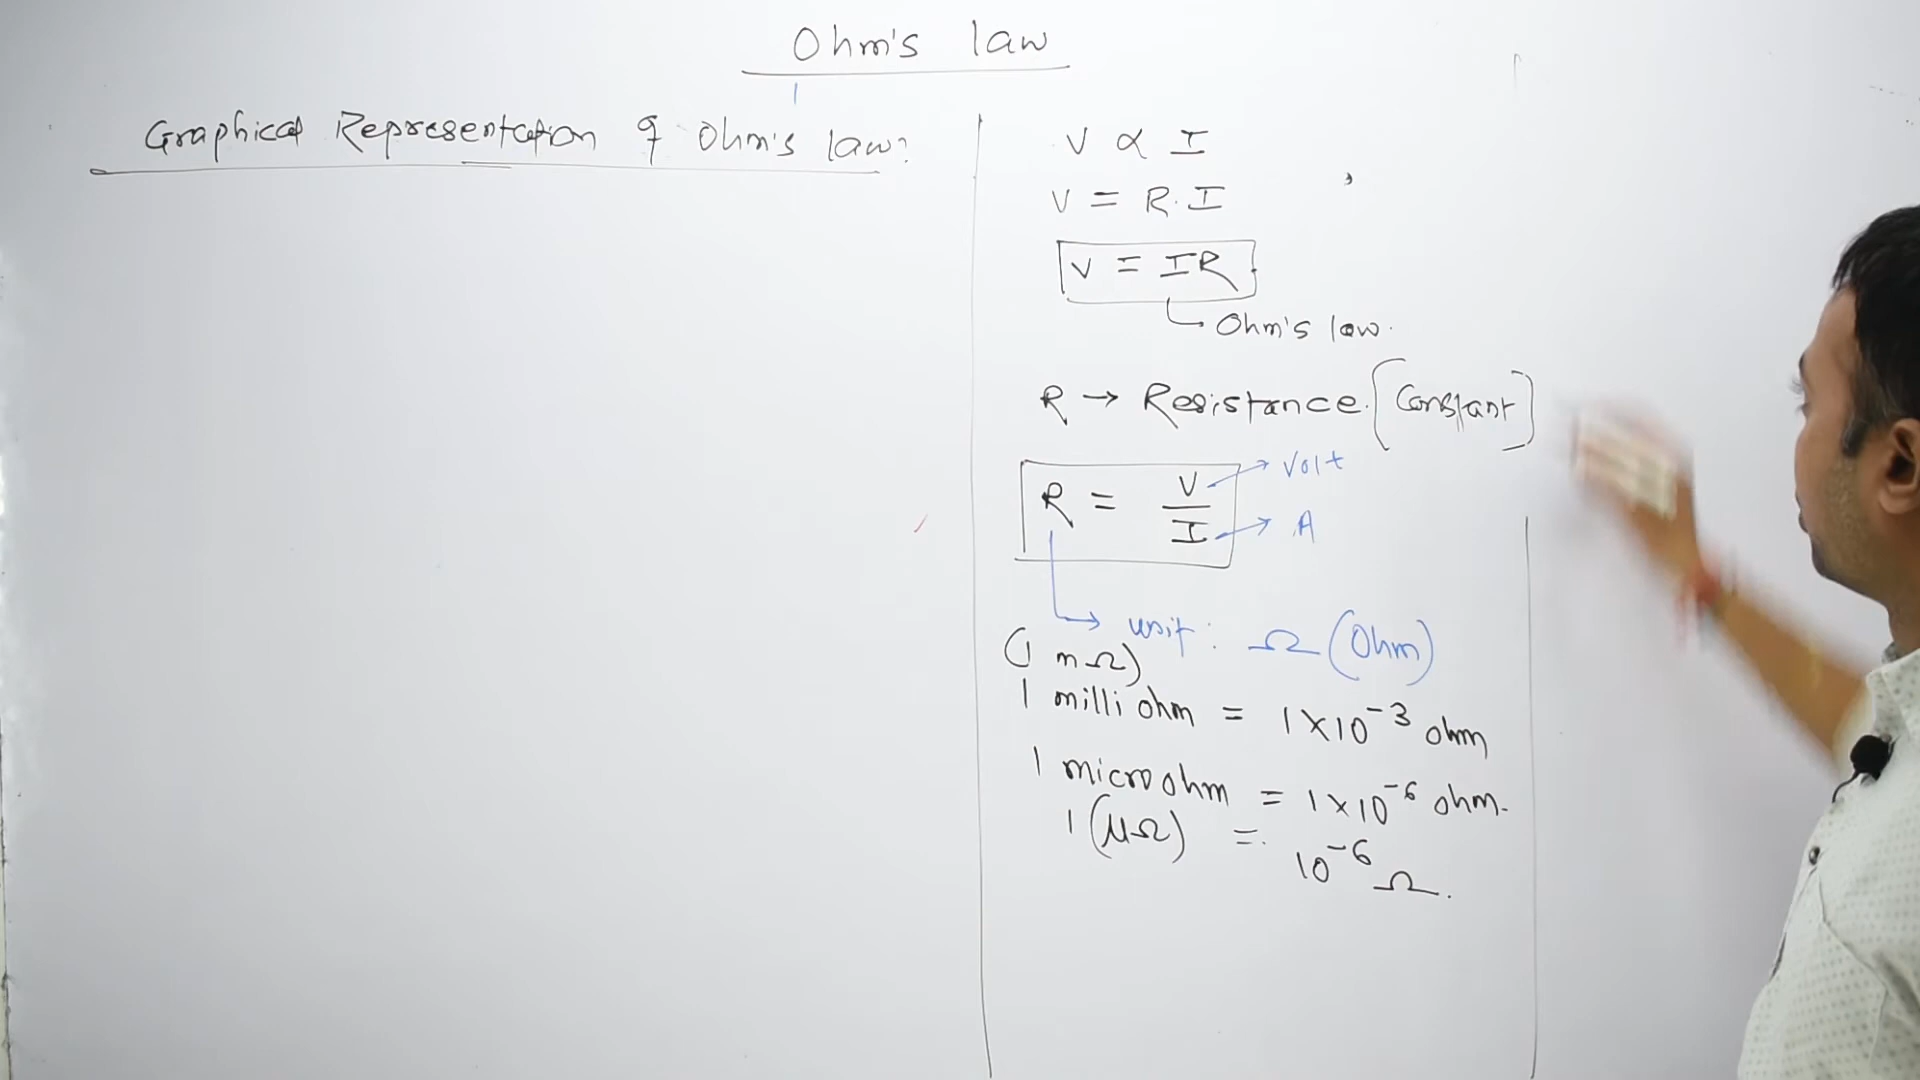 Ohm's law
Graphical Representation of Ohm's law:
V ∝ I
V = R.I
V = IR
Ohm's law.
R → Resistance. [Constant]
R = V/I
Volt
A
unit: Ω (Ohm)
(1 mΩ)
1 milli ohm = 1×10⁻³ ohm
1 micro ohm = 1×10⁻⁶ ohm.
1 (μΩ) = 10⁻⁶ Ω.